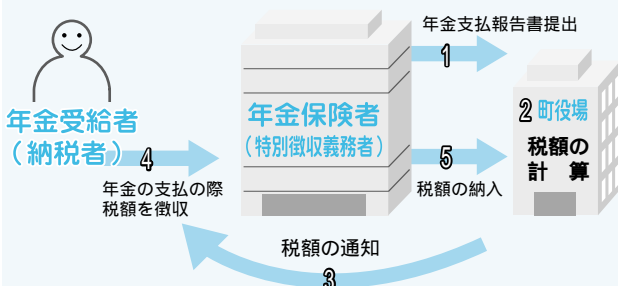 年金支払報告書提出
1
年金受給者
（納税者）
年金保険者
（特別徴収義務者）
2 町役場
税額の
計　算
4
年金の支払の際
税額を徴収
5
税額の納入
税額の通知
3